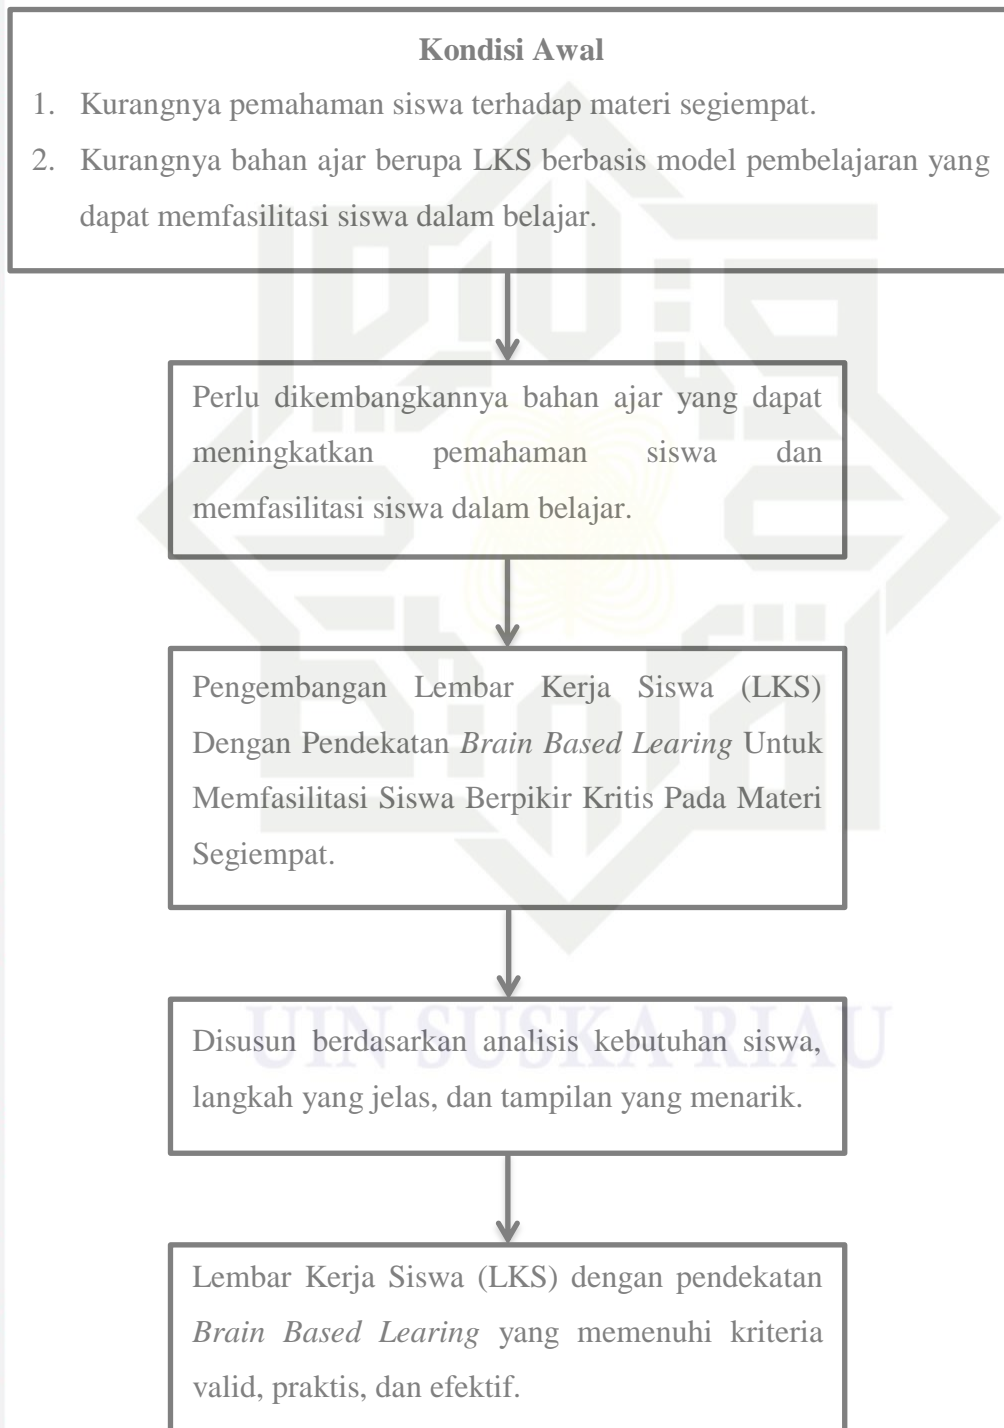 Kondisi Awal
1. Kurangnya pemahaman siswa terhadap materi segiempat.
2. Kurangnya bahan ajar berupa LKS berbasis model pembelajaran yang
dapat memfasilitasi siswa dalam belajar.
Perlu dikembangkannya bahan ajar yang dapat
meningkatkan pemahaman siswa dan
memfasilitasi siswa dalam belajar.
Pengembangan Lembar Kerja Siswa (LKS)
Dengan Pendekatan Brain Based Learing Untuk
Memfasilitasi Siswa Berpikir Kritis Pada Materi
Segiempat.
UIN SUSKA RIAU
Disusun berdasarkan analisis kebutuhan siswa,
langkah yang jelas, dan tampilan yang menarik.
Lembar Kerja Siswa (LKS) dengan pendekatan
Brain Based Learing yang memenuhi kriteria
valid, praktis, dan efektif.